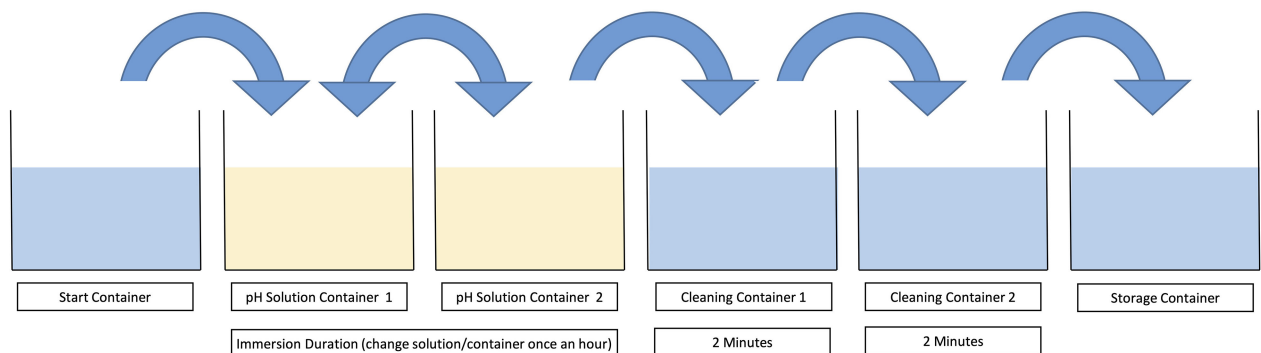 Start Container
pH Solution Container 1
pH Solution Container 2
Cleaning Container 1
Cleaning Container 2
Storage Container
Immersion Duration (change solution/container once an hour)
2 Minutes
2 Minutes